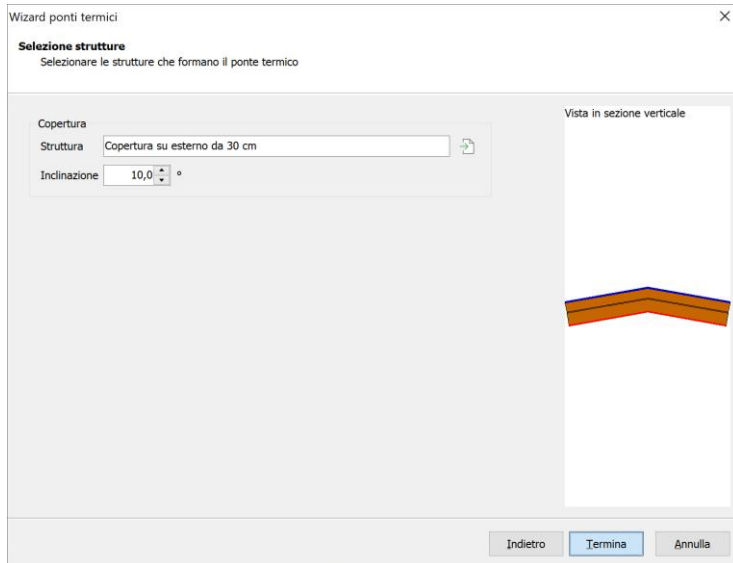 Wizard ponti termici
Selezione strutture
Selezionare le strutture che formano il ponte termico
Vista in sezione verticale
Copertura
Struttura Copertura su esterno da 30 cm
Inclinazione 10,0 °
Indietro Termina Annulla